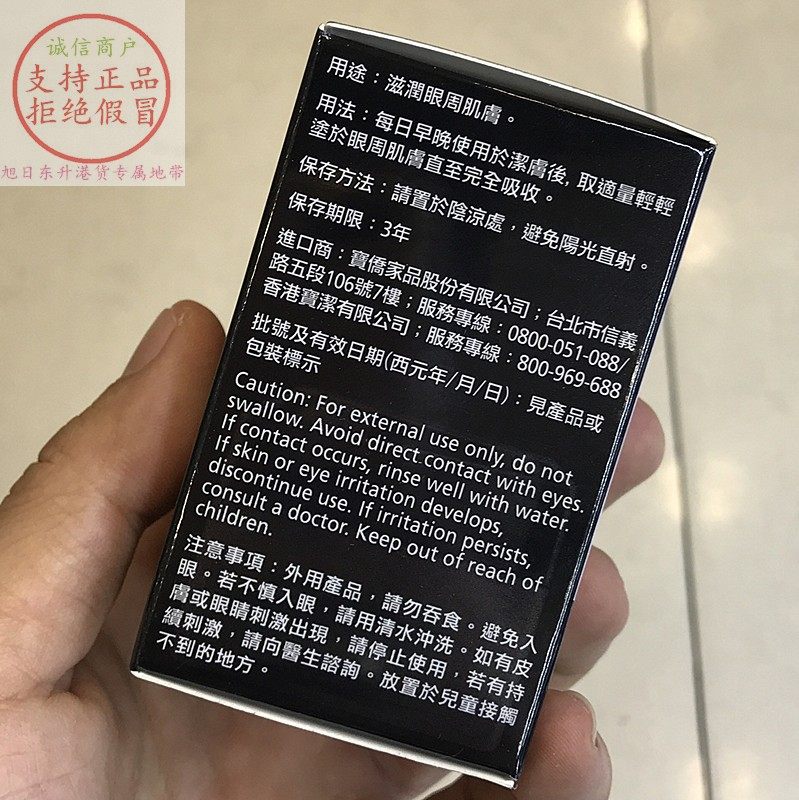 诚信商户
支持正品
拒绝假冒
旭日东升港货专属地带
用途：滋潤眼周肌膚。
用法：每日早晚使用於潔膚後, 取適量輕輕
塗於眼周肌膚直至完全吸收。
保存方法：請置於陰涼處，避免陽光直射。
保存期限：3年
進口商：寶僑家品股份有限公司；台北市信義
路五段106號7樓；服務專線：0800-051-088/
香港寶潔有限公司；服務專線：800-969-688
批號及有效日期(西元年/月/日)：見產品或
包裝標示
Caution: For external use only, do not
swallow. Avoid direct contact with eyes.
If contact occurs, rinse well with water.
If skin or eye irritation develops,
discontinue use. If irritation persists,
consult a doctor. Keep out of reach of
children.
注意事項：外用產品，請勿吞食。避免入
眼。若不慎入眼，請用清水沖洗。如有皮
膚或眼睛刺激出現，請停止使用，若有持
續刺激，請向醫生諮詢。放置於兒童接觸
不到的地方。